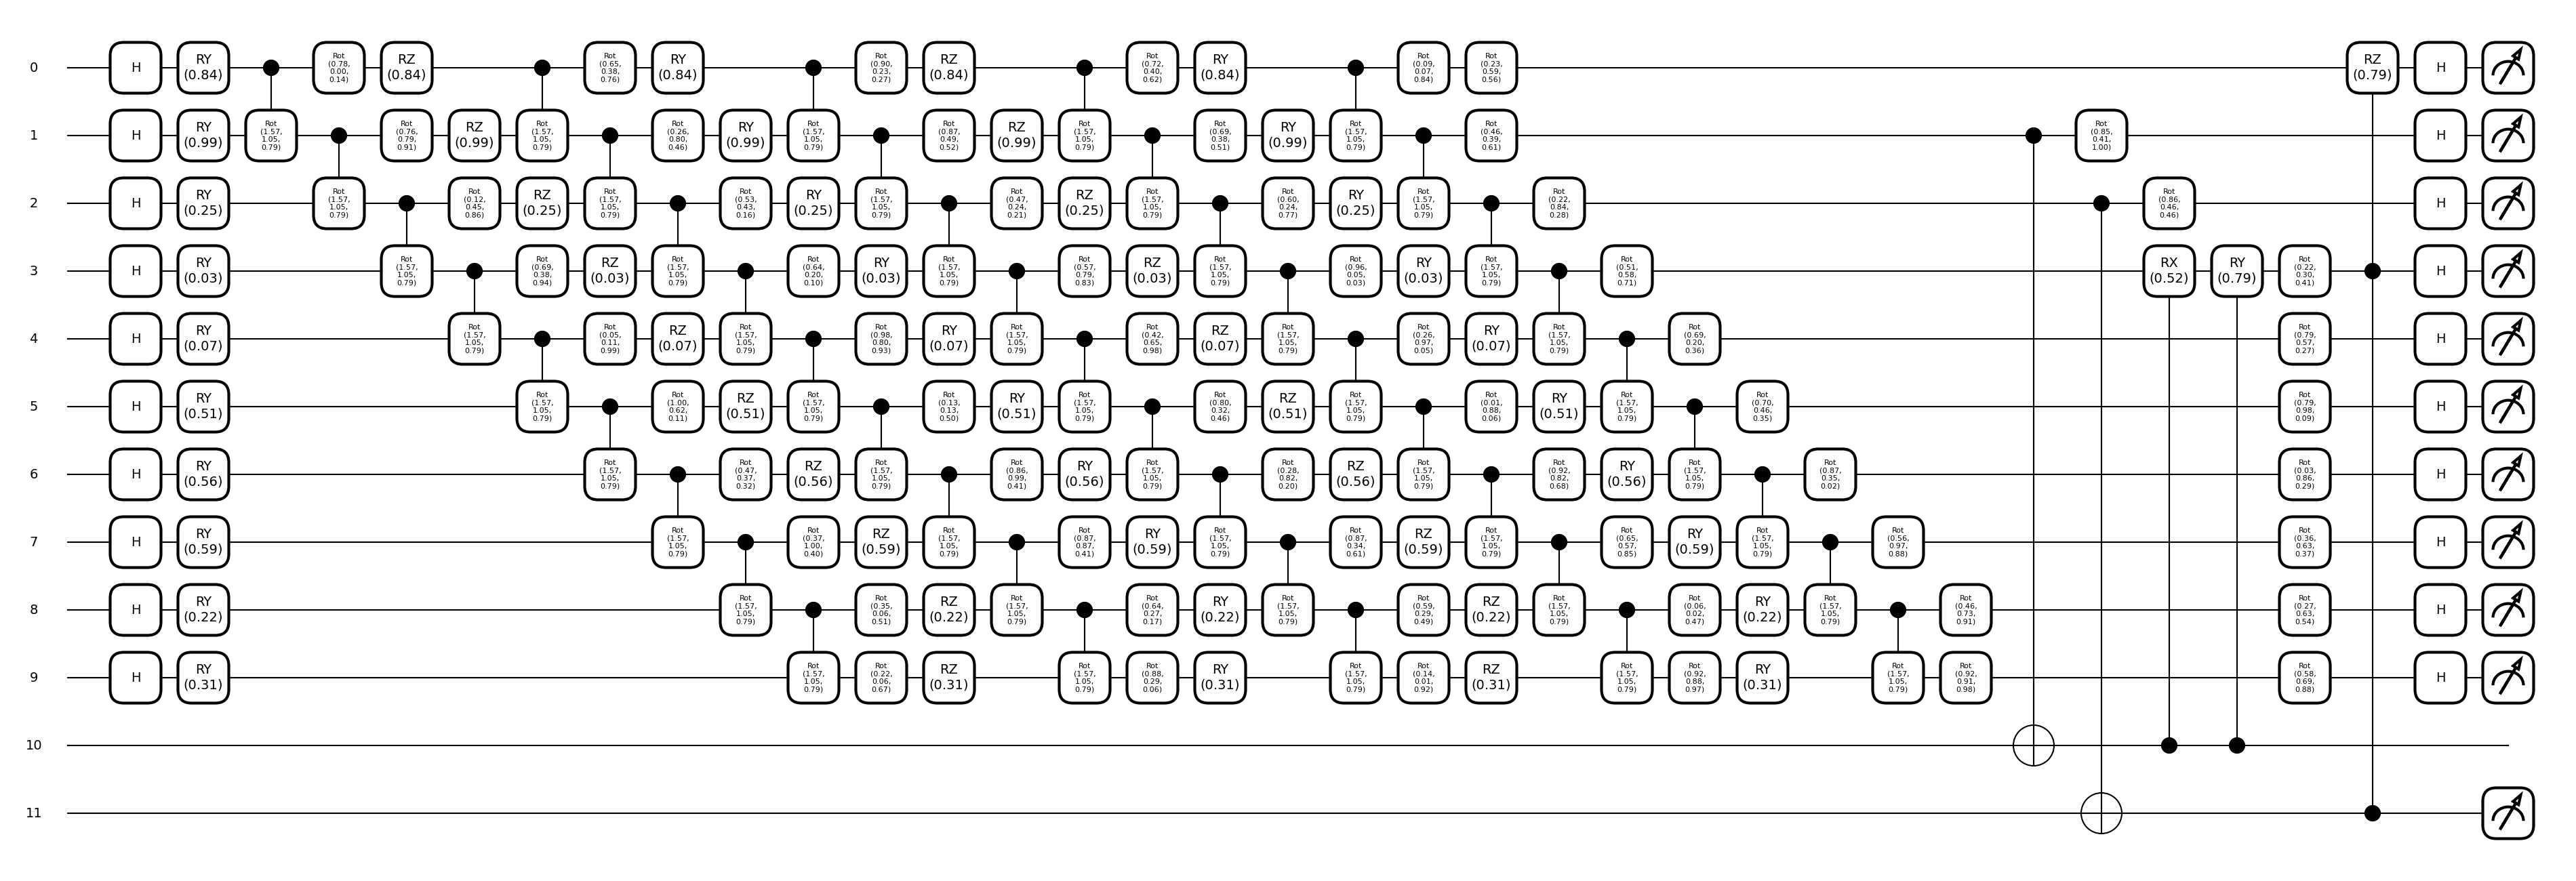 0 H RY (0.84) Rot (0.78, 0.00, 0.14) RZ (0.84) Rot (0.65, 0.38, 0.76) RY (0.84) Rot (0.90, 0.23, 0.27) RZ (0.84) Rot (0.72, 0.40, 0.62) RY (0.84) Rot (0.09, 0.07, 0.84) Rot (0.23, 0.59, 0.56) RZ (0.79) H
1 H RY (0.99) Rot (1.57, 1.05, 0.79) Rot (0.76, 0.79, 0.91) RZ (0.99) Rot (1.57, 1.05, 0.79) Rot (0.26, 0.80, 0.46) RY (0.99) Rot (1.57, 1.05, 0.79) Rot (0.87, 0.49, 0.52) RZ (0.99) Rot (1.57, 1.05, 0.79) Rot (0.69, 0.38, 0.51) RY (0.99) Rot (1.57, 1.05, 0.79) Rot (0.46, 0.39, 0.61) Rot (0.85, 0.41, 1.00) H
2 H RY (0.25) Rot (1.57, 1.05, 0.79) Rot (0.12, 0.45, 0.86) RZ (0.25) Rot (1.57, 1.05, 0.79) Rot (0.53, 0.43, 0.16) RY (0.25) Rot (1.57, 1.05, 0.79) Rot (0.47, 0.24, 0.21) RZ (0.25) Rot (1.57, 1.05, 0.79) Rot (0.60, 0.24, 0.77) RY (0.25) Rot (1.57, 1.05, 0.79) Rot (0.22, 0.84, 0.28) Rot (0.86, 0.46, 0.46) H
3 H RY (0.03) Rot (1.57, 1.05, 0.79) Rot (0.69, 0.38, 0.94) RZ (0.03) Rot (1.57, 1.05, 0.79) Rot (0.64, 0.20, 0.10) RY (0.03) Rot (1.57, 1.05, 0.79) Rot (0.57, 0.79, 0.83) RZ (0.03) Rot (1.57, 1.05, 0.79) Rot (0.96, 0.05, 0.03) RY (0.03) Rot (1.57, 1.05, 0.79) Rot (0.51, 0.58, 0.71) RX (0.52) RY (0.79) Rot (0.22, 0.30, 0.41) H
4 H RY (0.07) Rot (1.57, 1.05, 0.79) Rot (0.05, 0.11, 0.99) RZ (0.07) Rot (1.57, 1.05, 0.79) Rot (0.98, 0.80, 0.93) RY (0.07) Rot (1.57, 1.05, 0.79) Rot (0.42, 0.65, 0.98) RZ (0.07) Rot (1.57, 1.05, 0.79) Rot (0.26, 0.97, 0.05) RY (0.07) Rot (1.57, 1.05, 0.79) Rot (0.69, 0.20, 0.36) Rot (0.79, 0.57, 0.27) H
5 H RY (0.51) Rot (1.57, 1.05, 0.79) Rot (1.00, 0.62, 0.11) RZ (0.51) Rot (1.57, 1.05, 0.79) Rot (0.13, 0.13, 0.50) RY (0.51) Rot (1.57, 1.05, 0.79) Rot (0.80, 0.32, 0.46) RZ (0.51) Rot (1.57, 1.05, 0.79) Rot (0.01, 0.88, 0.06) RY (0.51) Rot (1.57, 1.05, 0.79) Rot (0.70, 0.46, 0.35) Rot (0.79, 0.98, 0.09) H
6 H RY (0.56) Rot (1.57, 1.05, 0.79) Rot (0.47, 0.37, 0.32) RZ (0.56) Rot (1.57, 1.05, 0.79) Rot (0.86, 0.99, 0.41) RY (0.56) Rot (1.57, 1.05, 0.79) Rot (0.28, 0.82, 0.20) RZ (0.56) Rot (1.57, 1.05, 0.79) Rot (0.92, 0.82, 0.68) RY (0.56) Rot (1.57, 1.05, 0.79) Rot (0.87, 0.35, 0.02) Rot (0.03, 0.86, 0.29) H
7 H RY (0.59) Rot (1.57, 1.05, 0.79) Rot (0.37, 1.00, 0.40) RZ (0.59) Rot (1.57, 1.05, 0.79) Rot (0.87, 0.87, 0.41) RY (0.59) Rot (1.57, 1.05, 0.79) Rot (0.87, 0.34, 0.61) RZ (0.59) Rot (1.57, 1.05, 0.79) Rot (0.65, 0.57, 0.85) RY (0.59) Rot (1.57, 1.05, 0.79) Rot (0.56, 0.97, 0.88) Rot (0.36, 0.63, 0.37) H
8 H RY (0.22) Rot (1.57, 1.05, 0.79) Rot (0.35, 0.06, 0.51) RZ (0.22) Rot (1.57, 1.05, 0.79) Rot (0.64, 0.27, 0.17) RY (0.22) Rot (1.57, 1.05, 0.79) Rot (0.59, 0.29, 0.49) RZ (0.22) Rot (1.57, 1.05, 0.79) Rot (0.06, 0.02, 0.47) RY (0.22) Rot (1.57, 1.05, 0.79) Rot (0.46, 0.73, 0.91) Rot (0.27, 0.63, 0.54) H
9 H RY (0.31) Rot (1.57, 1.05, 0.79) Rot (0.22, 0.06, 0.67) RZ (0.31) Rot (1.57, 1.05, 0.79) Rot (0.88, 0.29, 0.06) RY (0.31) Rot (1.57, 1.05, 0.79) Rot (0.14, 0.01, 0.92) RZ (0.31) Rot (1.57, 1.05, 0.79) Rot (0.92, 0.88, 0.97) RY (0.31) Rot (1.57, 1.05, 0.79) Rot (0.92, 0.91, 0.98) Rot (0.58, 0.69, 0.88) H
10
11